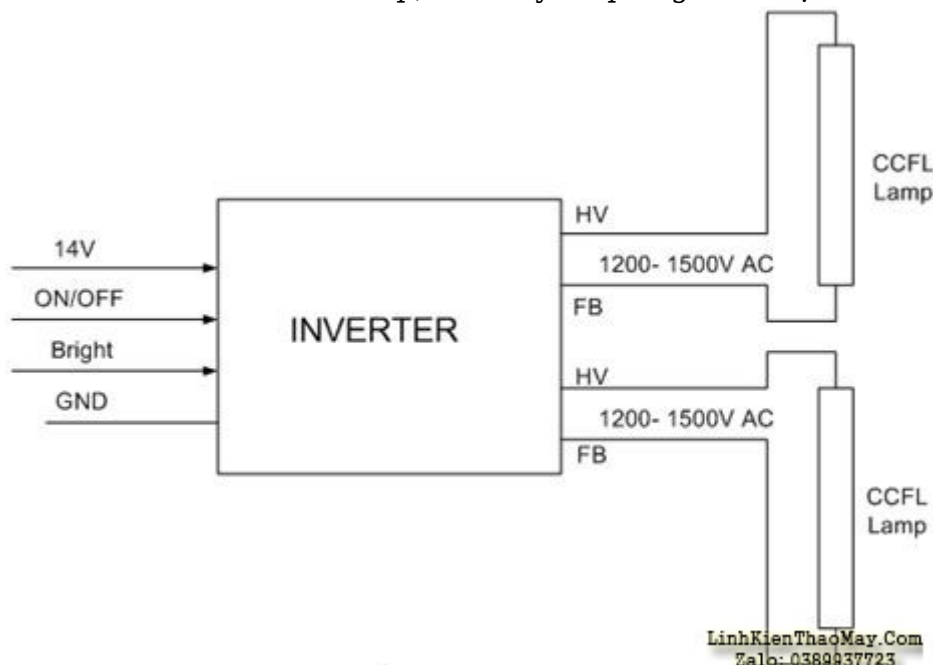 CCFL
Lamp
HV
14V
1200- 1500V AC
ON/OFF
FB
INVERTER
Bright
HV
GND
1200- 1500V AC
FB
CCFL
Lamp
LinhKienThaoMay.Com
Zalo: 0389937723